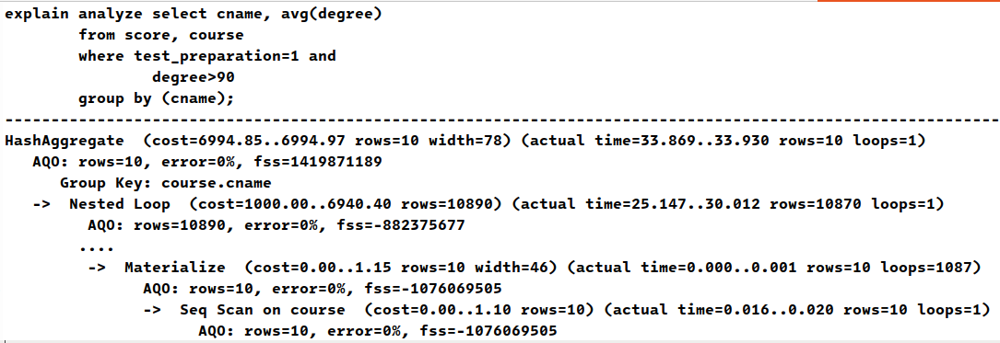 explain analyze select cname, avg(degree)
from score, course
where test_preparation=1 and
degree>90
group by (cname);
--------------------------------------------------------------------------------------------------------------
HashAggregate (cost=6994.85..6994.97 rows=10 width=78) (actual time=33.869..33.930 rows=10 loops=1)
AQO: rows=10, error=0%, fss=1419871189
Group Key: course.cname
-> Nested Loop (cost=1000.00..6940.40 rows=10890) (actual time=25.147..30.012 rows=10870 loops=1)
AQO: rows=10890, error=0%, fss=-882375677
....
-> Materialize (cost=0.00..1.15 rows=10 width=46) (actual time=0.000..0.001 rows=10 loops=1087)
AQO: rows=10, error=0%, fss=-1076069505
-> Seq Scan on course (cost=0.00..1.10 rows=10) (actual time=0.016..0.020 rows=10 loops=1)
AQO: rows=10, error=0%, fss=-1076069505